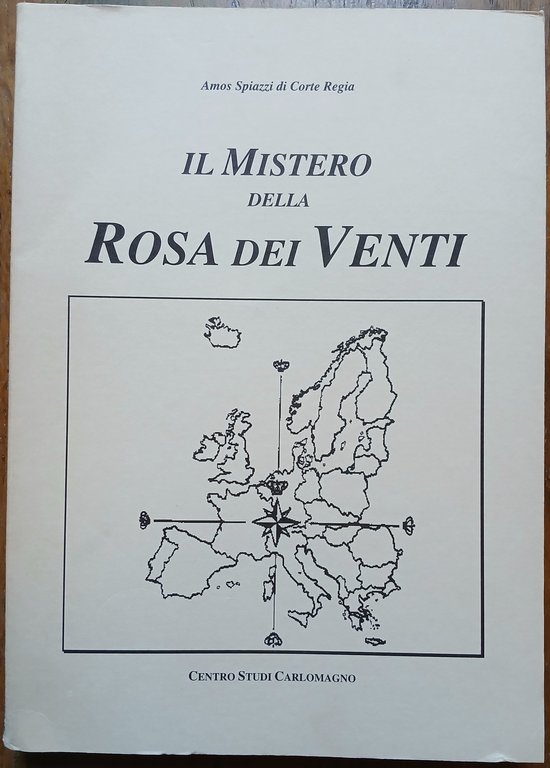 Amos Spiazzi di Corte Regia
IL MISTERO
DELLA
ROSA DEI VENTI
CENTRO STUDI CARLOMAGNO